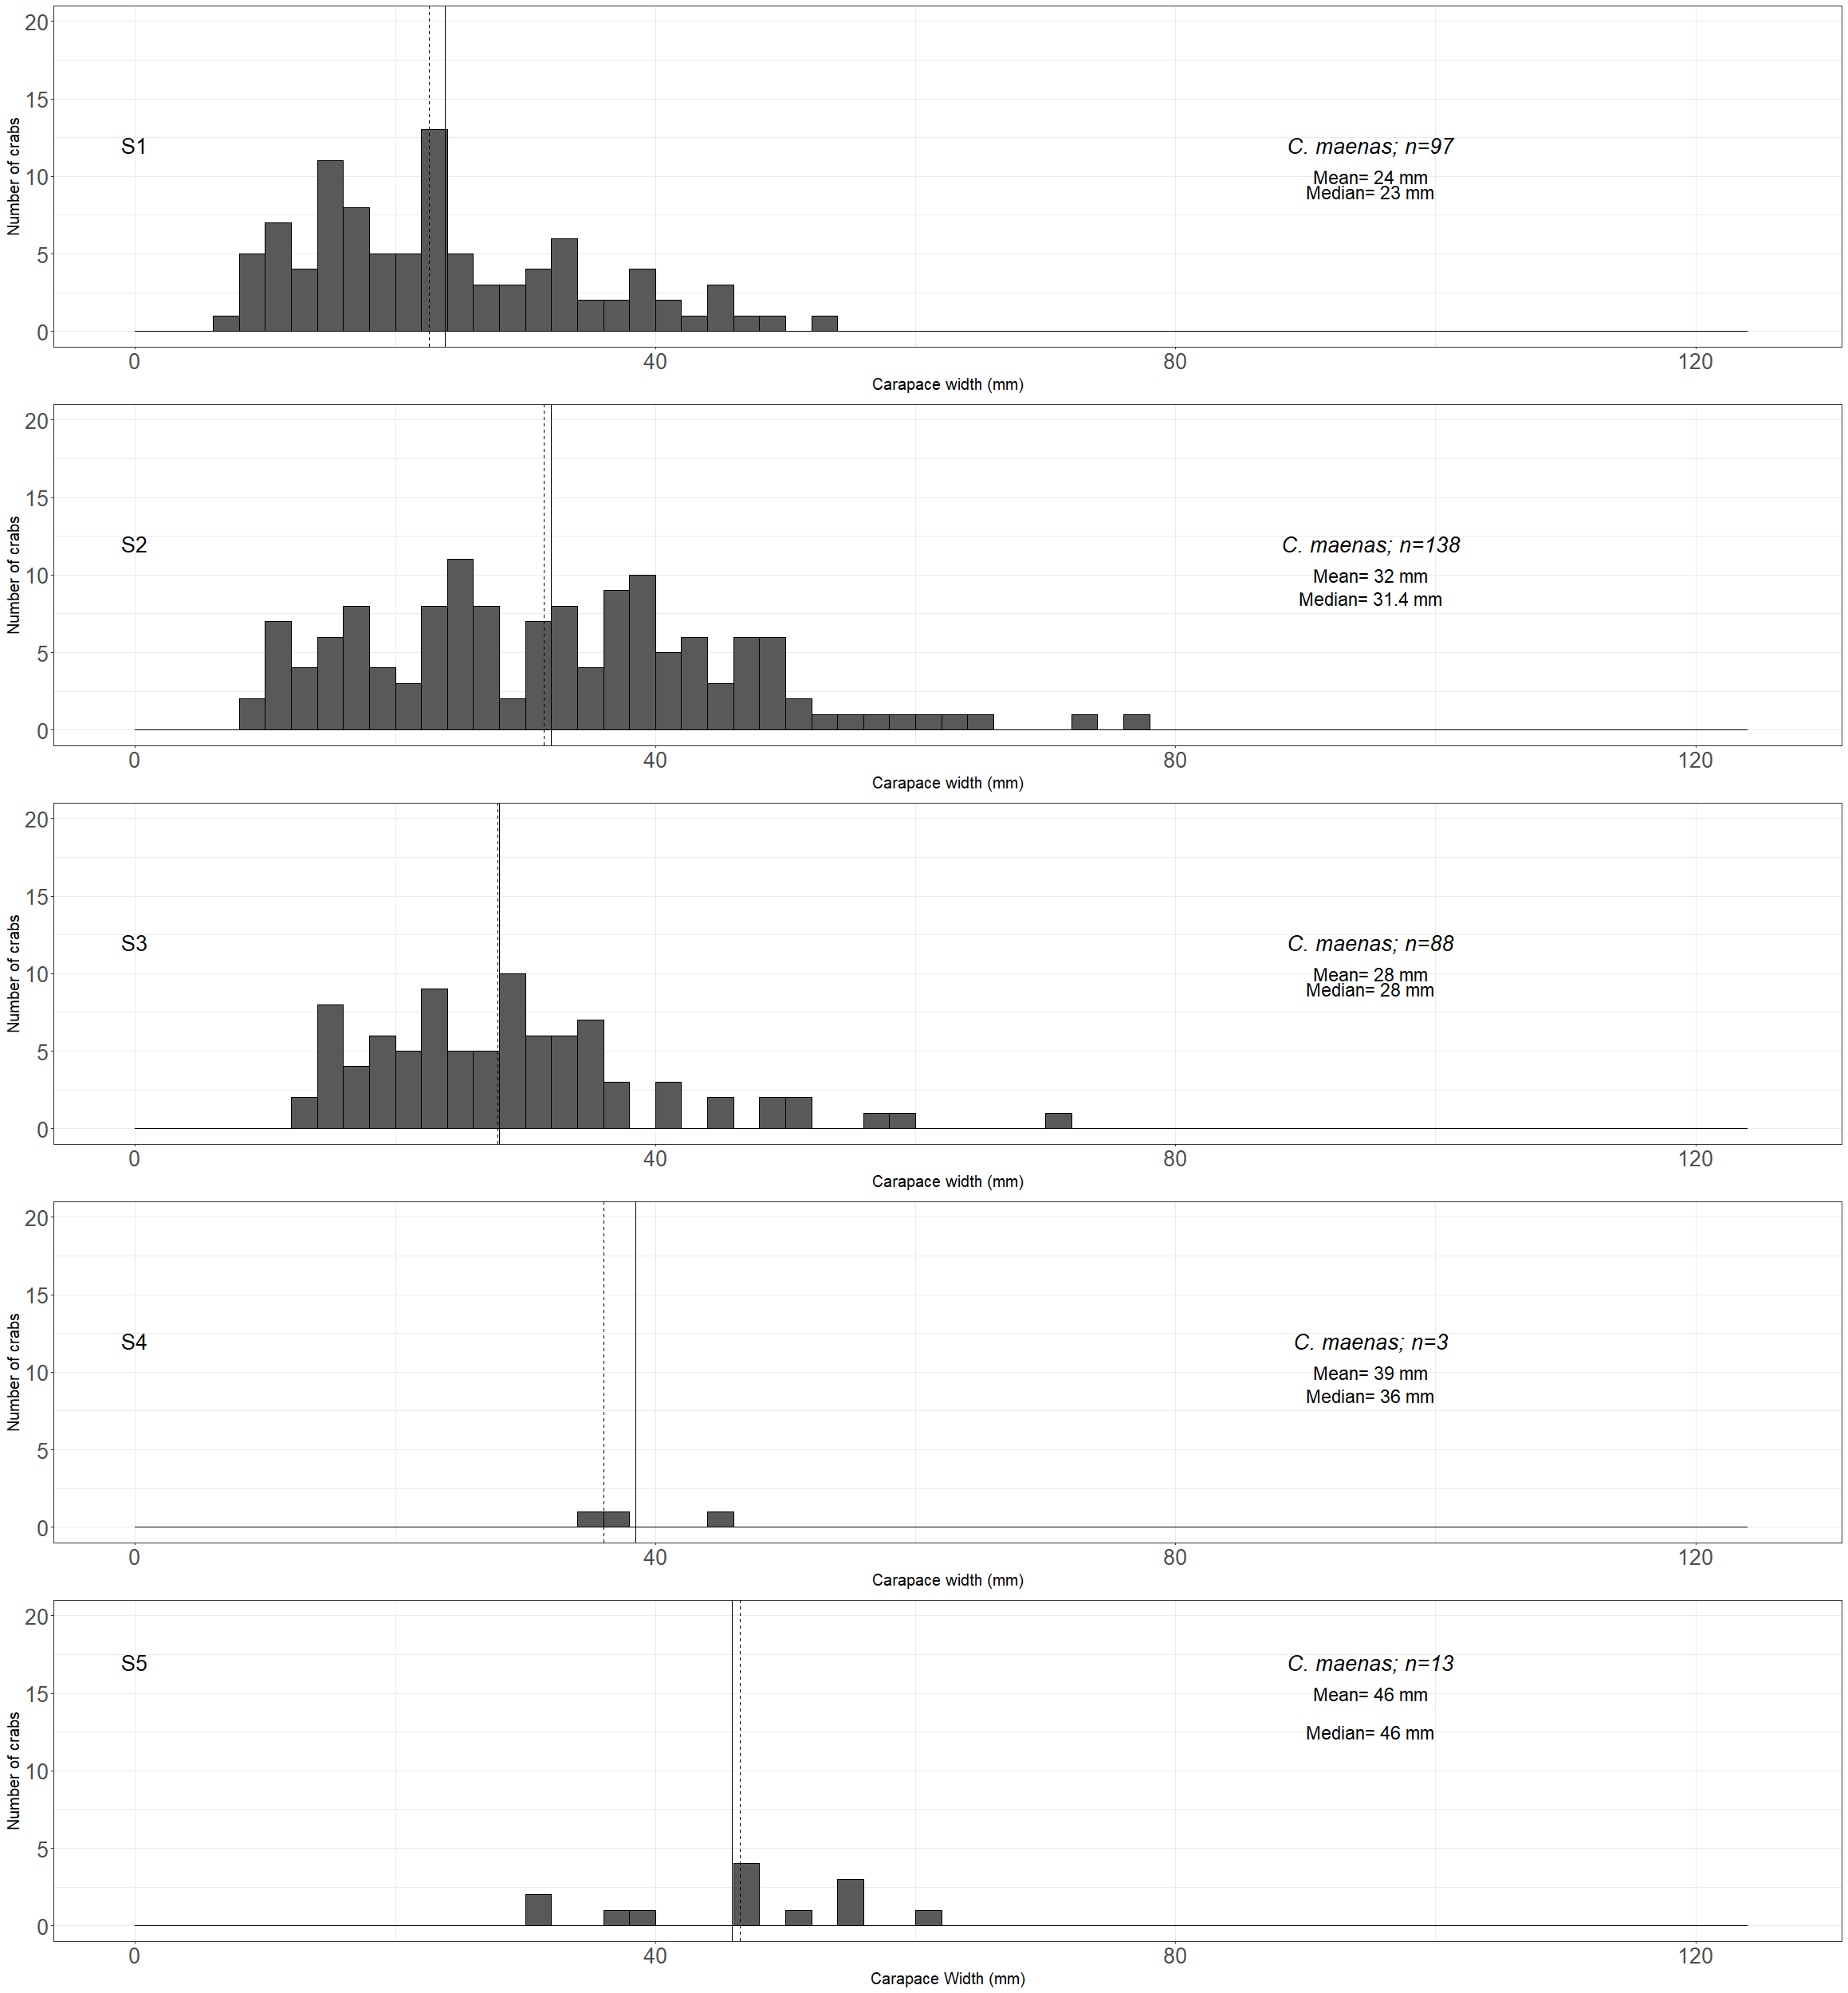 20
15
10
5
0
Number of crabs
S1
C. maenas; n=97
Mean= 24 mm
Median= 23 mm
0 40 80 120
Carapace width (mm)
20
15
10
5
0
Number of crabs
S2
C. maenas; n=138
Mean= 32 mm
Median= 31.4 mm
0 40 80 120
Carapace width (mm)
20
15
10
5
0
Number of crabs
S3
C. maenas; n=88
Mean= 28 mm
Median= 28 mm
0 40 80 120
Carapace width (mm)
20
15
10
5
0
Number of crabs
S4
C. maenas; n=3
Mean= 39 mm
Median= 36 mm
0 40 80 120
Carapace width (mm)
20
15
10
5
0
Number of crabs
S5
C. maenas; n=13
Mean= 46 mm
Median= 46 mm
0 40 80 120
Carapace Width (mm)